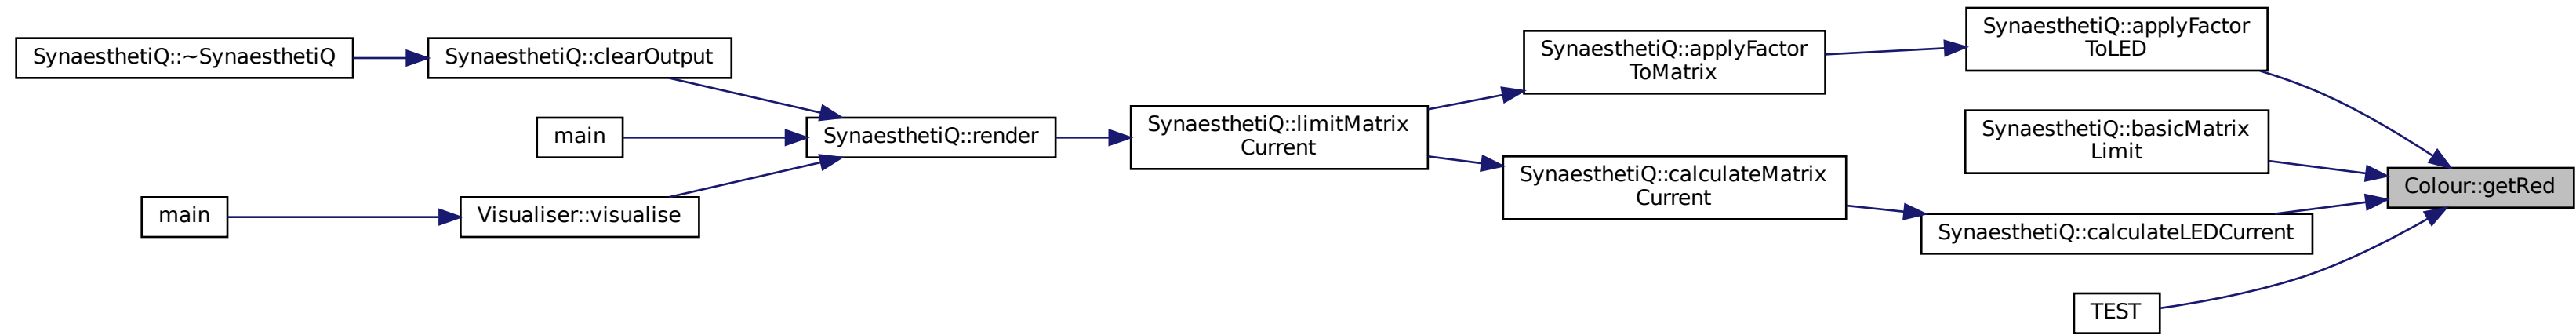 SynaesthetiQ::~SynaesthetiQ
SynaesthetiQ::clearOutput
main
main
Visualiser::visualise
SynaesthetiQ::render
SynaesthetiQ::limitMatrix
Current
SynaesthetiQ::applyFactor
ToMatrix
SynaesthetiQ::calculateMatrix
Current
SynaesthetiQ::applyFactor
ToLED
SynaesthetiQ::basicMatrix
Limit
SynaesthetiQ::calculateLEDCurrent
TEST
Colour::getRed